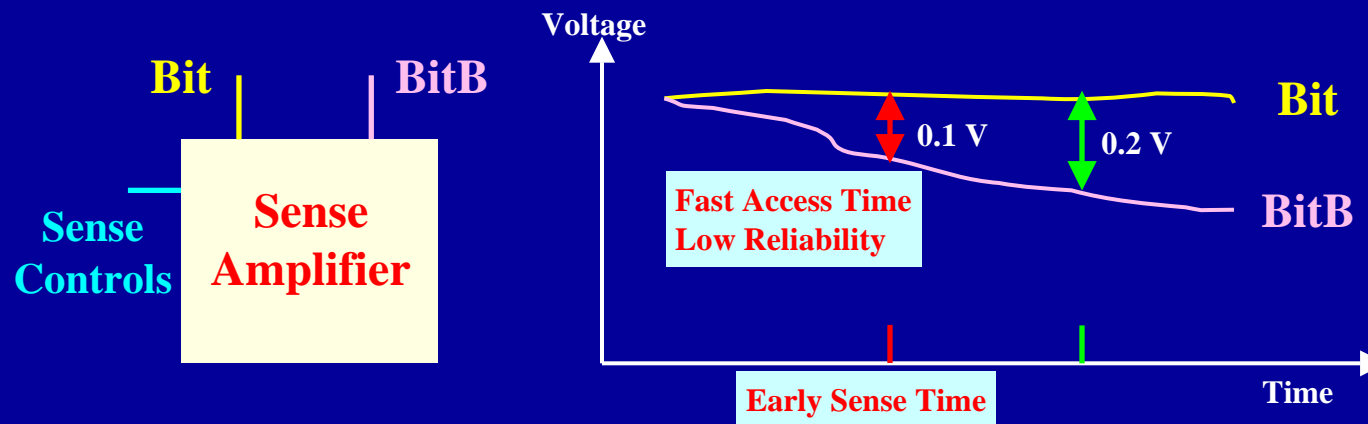 Bit
BitB
Sense
Controls
Sense
Amplifier
Voltage
Bit
0.1 V
0.2 V
BitB
Fast Access Time
Low Reliability
Early Sense Time
Time